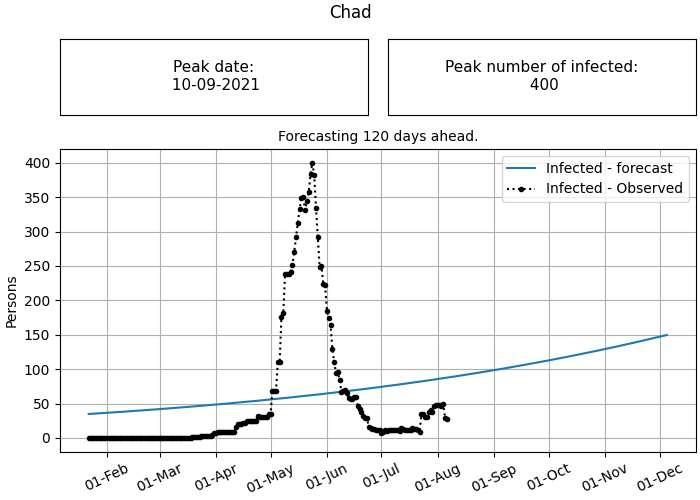 Chad
Peak date:
10-09-2021
Peak number of infected:
400
Forecasting 120 days ahead.
Infected - forecast
Infected - Observed
Persons
400
350
300
250
200
150
100
50
0
01-Feb
01-Mar
01-Apr
01-May
01-Jun
01-Jul
01-Aug
01-Sep
01-Oct
01-Nov
01-Dec